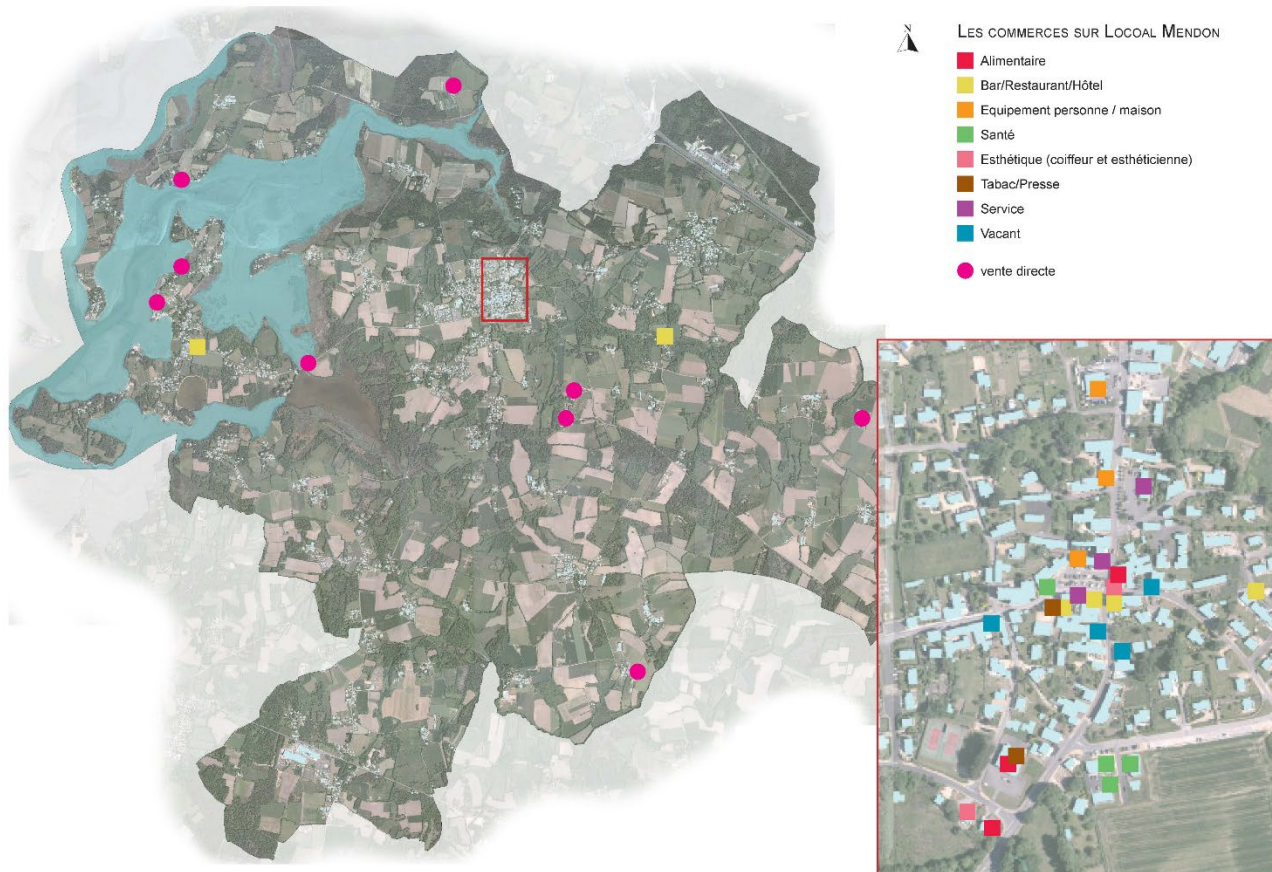 N
LES COMMERCES SUR LOCOAL MENDON
Alimentaire
Bar/Restaurant/Hôtel
Equipement personne / maison
Santé
Esthétique (coiffeur et esthéticienne)
Tabac/Presse
Service
Vacant
vente directe